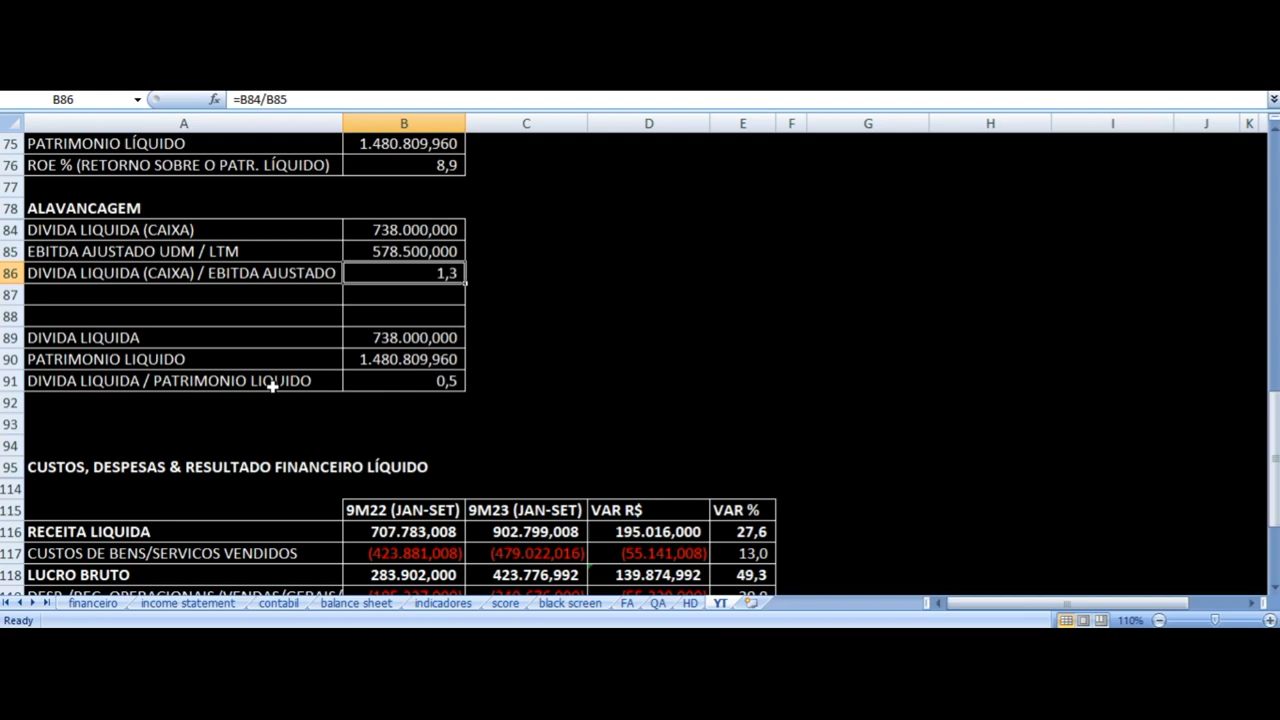 B86 fx =B84/B85
A B C D E F G H I J K
75 PATRIMONIO LÍQUIDO 1.480.809,960
76 ROE % (RETORNO SOBRE O PATR. LÍQUIDO) 8,9
77
78 ALAVANCAGEM
84 DIVIDA LIQUIDA (CAIXA) 738.000,000
85 EBITDA AJUSTADO UDM / LTM 578.500,000
86 DIVIDA LIQUIDA (CAIXA) / EBITDA AJUSTADO 1,3
87
88
89 DIVIDA LIQUIDA 738.000,000
90 PATRIMONIO LIQUIDO 1.480.809,960
91 DIVIDA LIQUIDA / PATRIMONIO LIQUIDO 0,5
92
93
94
95 CUSTOS, DESPESAS & RESULTADO FINANCEIRO LÍQUIDO
114
115 9M22 (JAN-SET) 9M23 (JAN-SET) VAR R$ VAR %
116 RECEITA LIQUIDA 707.783,008 902.799,008 195.016,000 27,6
117 CUSTOS DE BENS/SERVICOS VENDIDOS (423.881,008) (479.022,016) (55.141,008) 13,0
118 LUCRO BRUTO 283.902,000 423.776,992 139.874,992 49,3
financeiro income statement contabil balance sheet indicadores score black screen FA QA HD YT
Ready 110%